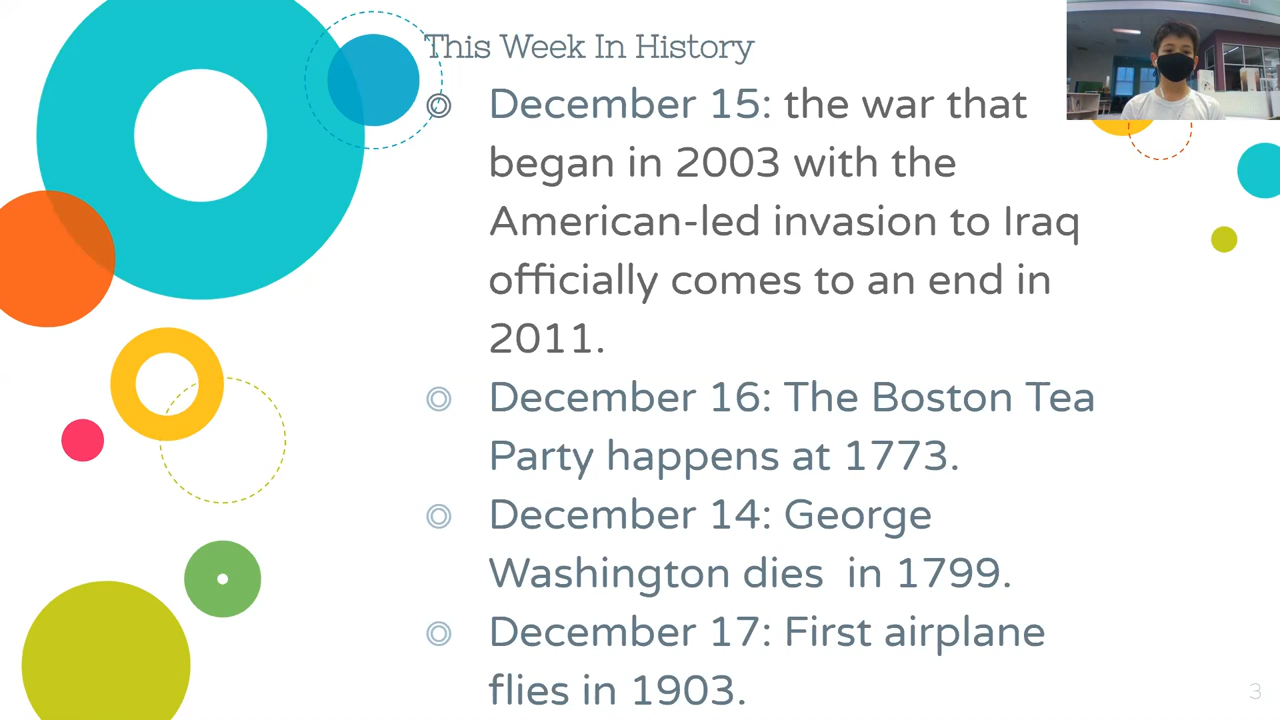 This Week In History
December 15: the war that
began in 2003 with the
American-led invasion to Iraq
officially comes to an end in
2011.
December 16: The Boston Tea
Party happens at 1773.
December 14: George
Washington dies  in 1799.
December 17: First airplane
flies in 1903.
3